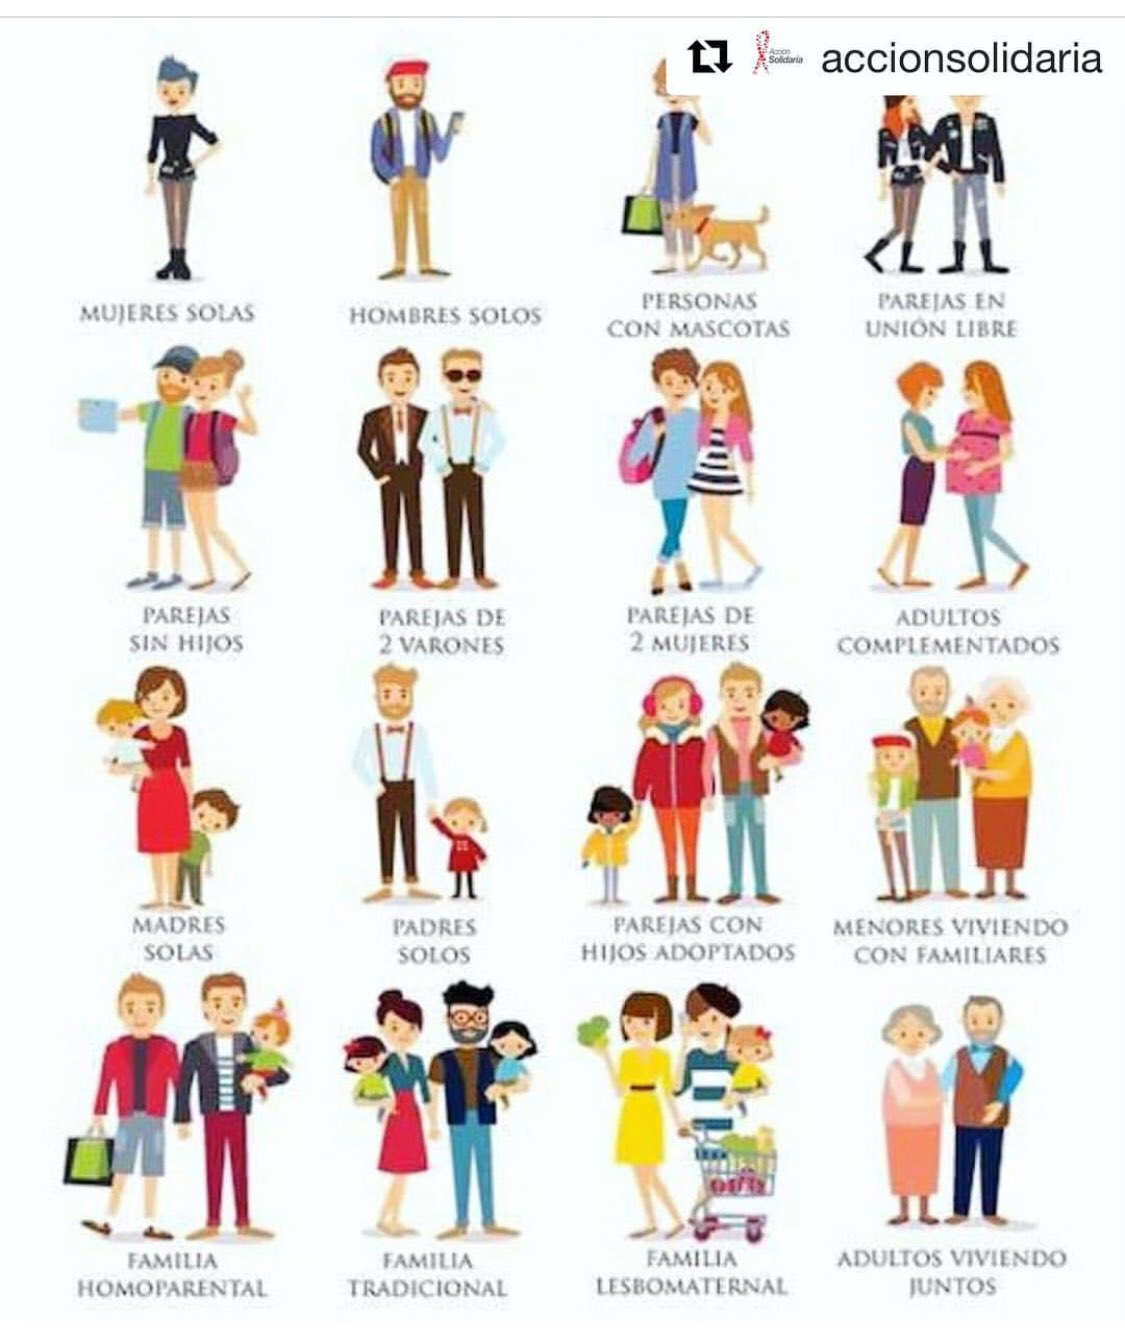 Acción
Solidaria
accionsolidaria
MUJERES SOLAS
HOMBRES SOLOS
PERSONAS
CON MASCOTAS
PAREJAS EN
UNIÓN LIBRE
PAREJAS
SIN HIJOS
PAREJAS DE
2 VARONES
PAREJAS DE
2 MUJERES
ADULTOS
COMPLEMENTADOS
MADRES
SOLAS
PADRES
SOLOS
PAREJAS CON
HIJOS ADOPTADOS
MENORES VIVIENDO
CON FAMILIARES
FAMILIA
HOMOPARENTAL
FAMILIA
TRADICIONAL
FAMILIA
LESBOMATERNAL
ADULTOS VIVIENDO
JUNTOS